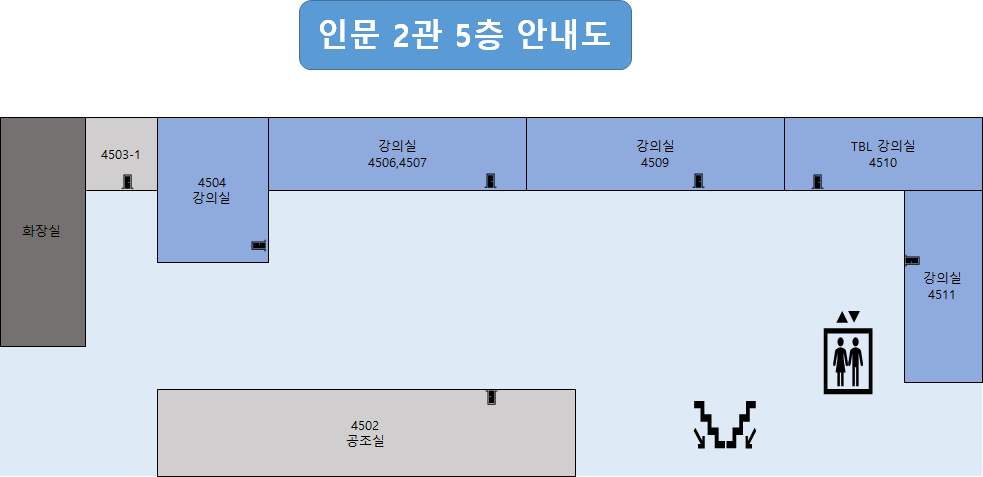 인문 2관 5층 안내도
4503-1
강의실
4506,4507
강의실
4509
TBL 강의실
4510
4504
강의실
화장실
강의실
4511
4502
공조실